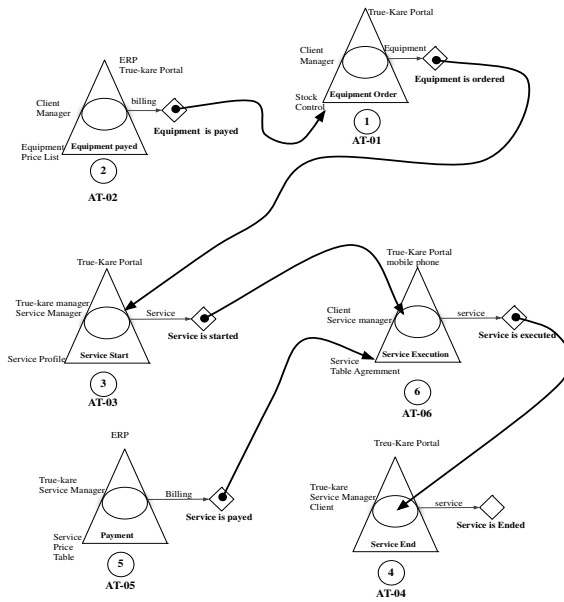 True-Kare Portal
Client
Manager
Equipment
Equipment is ordered
Stock
Control
Equipment Order
1
AT-01
ERP
True-kare Portal
Client
Manager
billing
Equipment is payed
Equipment payed
Equipment
Price List
2
AT-02
True-Kare Portal
True-kare manager
Service Manager
Service
Service is started
Service Profile
Service Start
3
AT-03
True-Kare Portal
mobile phone
Client
Service manager
service
Service is executed
Service
Table Agremment
Service Execution
6
AT-06
ERP
True-kare
Service Manager
Billing
Service is payed
Service
Price
Table
Payment
5
AT-05
Treu-Kare Portal
True-kare
Service Manager
Client
service
Service is Ended
Service End
4
AT-04